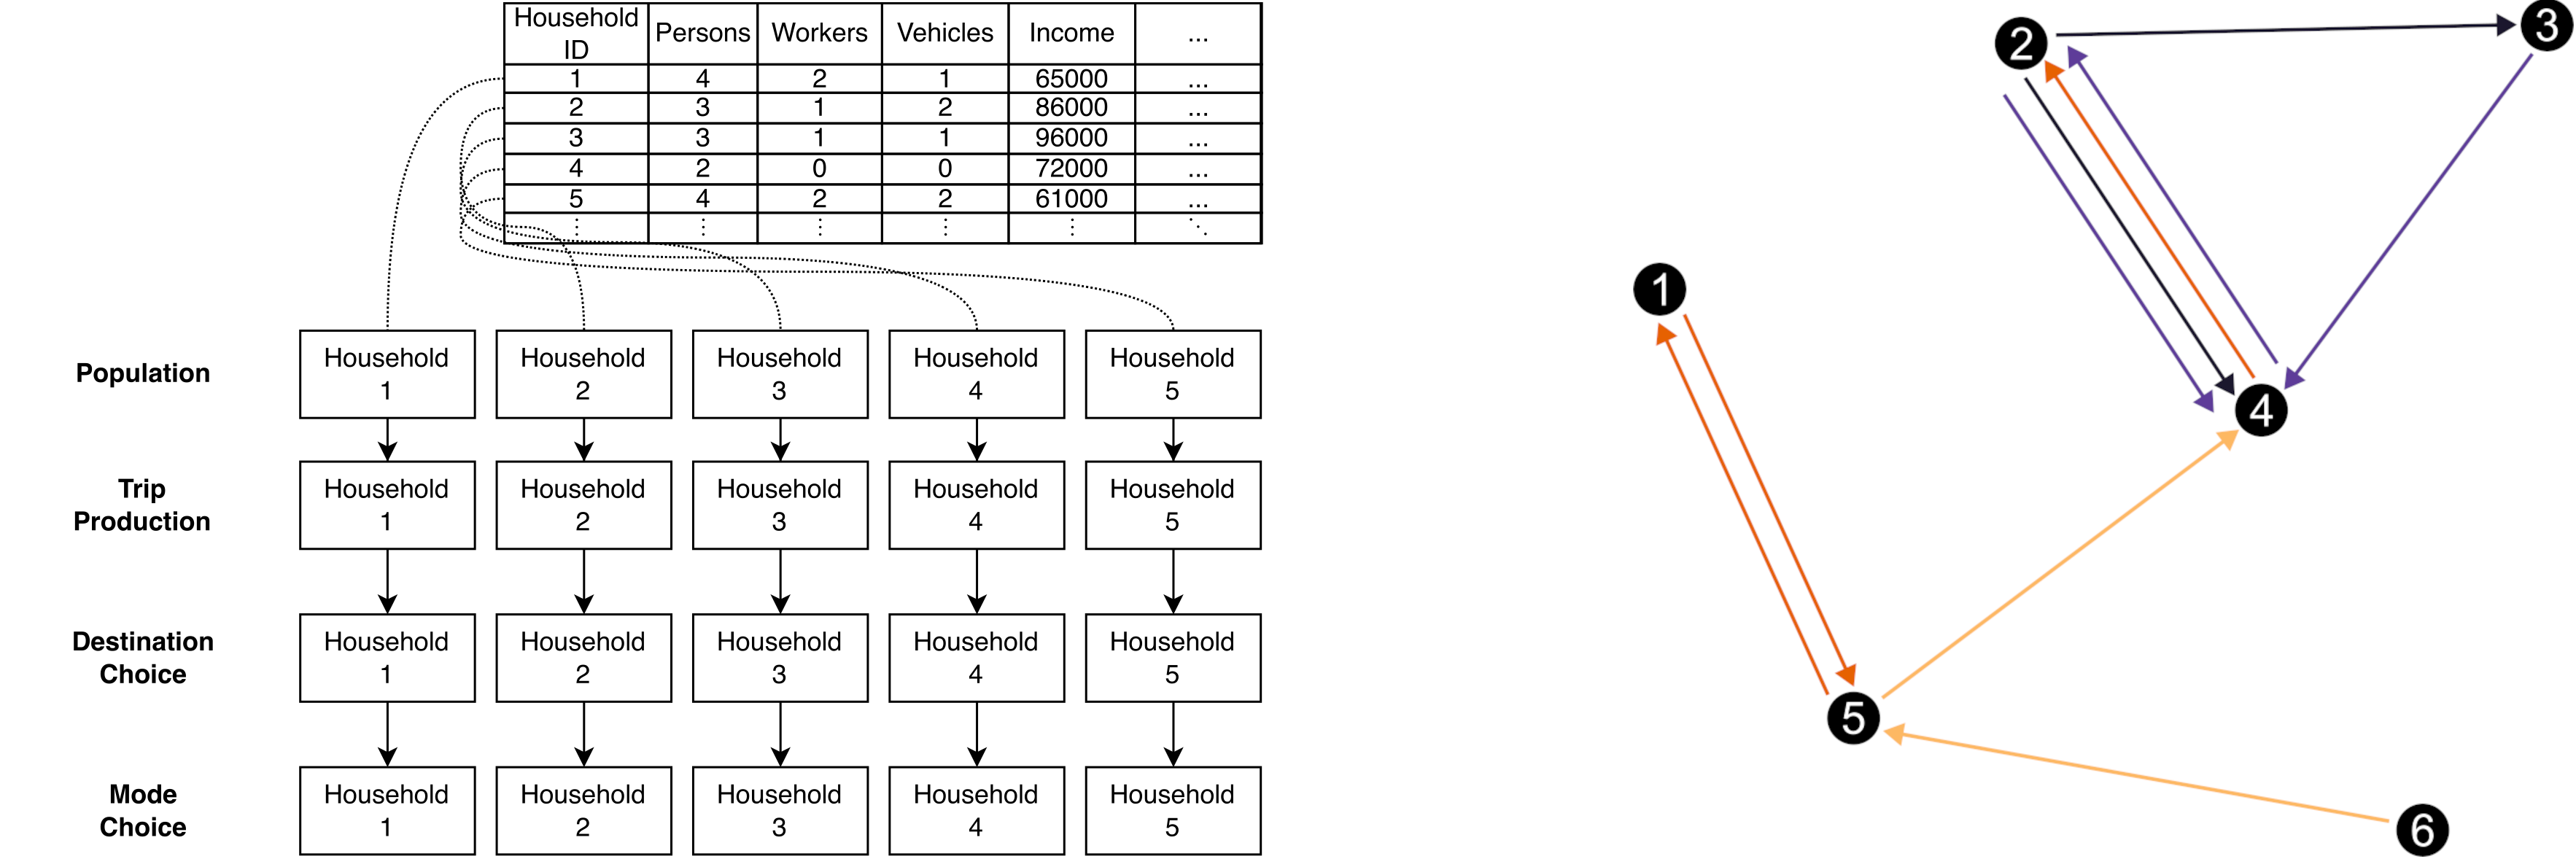 Household ID Persons Workers Vehicles Income ...
1 4 2 1 65000 ...
2 3 1 2 86000 ...
3 3 1 1 96000 ...
4 2 0 0 72000 ...
5 4 2 2 61000 ...
⋮ ⋮ ⋮ ⋮ ⋮ ⋱
Population
Household 1
Household 2
Household 3
Household 4
Household 5
Trip Production
Household 1
Household 2
Household 3
Household 4
Household 5
Destination Choice
Household 1
Household 2
Household 3
Household 4
Household 5
Mode Choice
Household 1
Household 2
Household 3
Household 4
Household 5
2
3
1
4
5
6